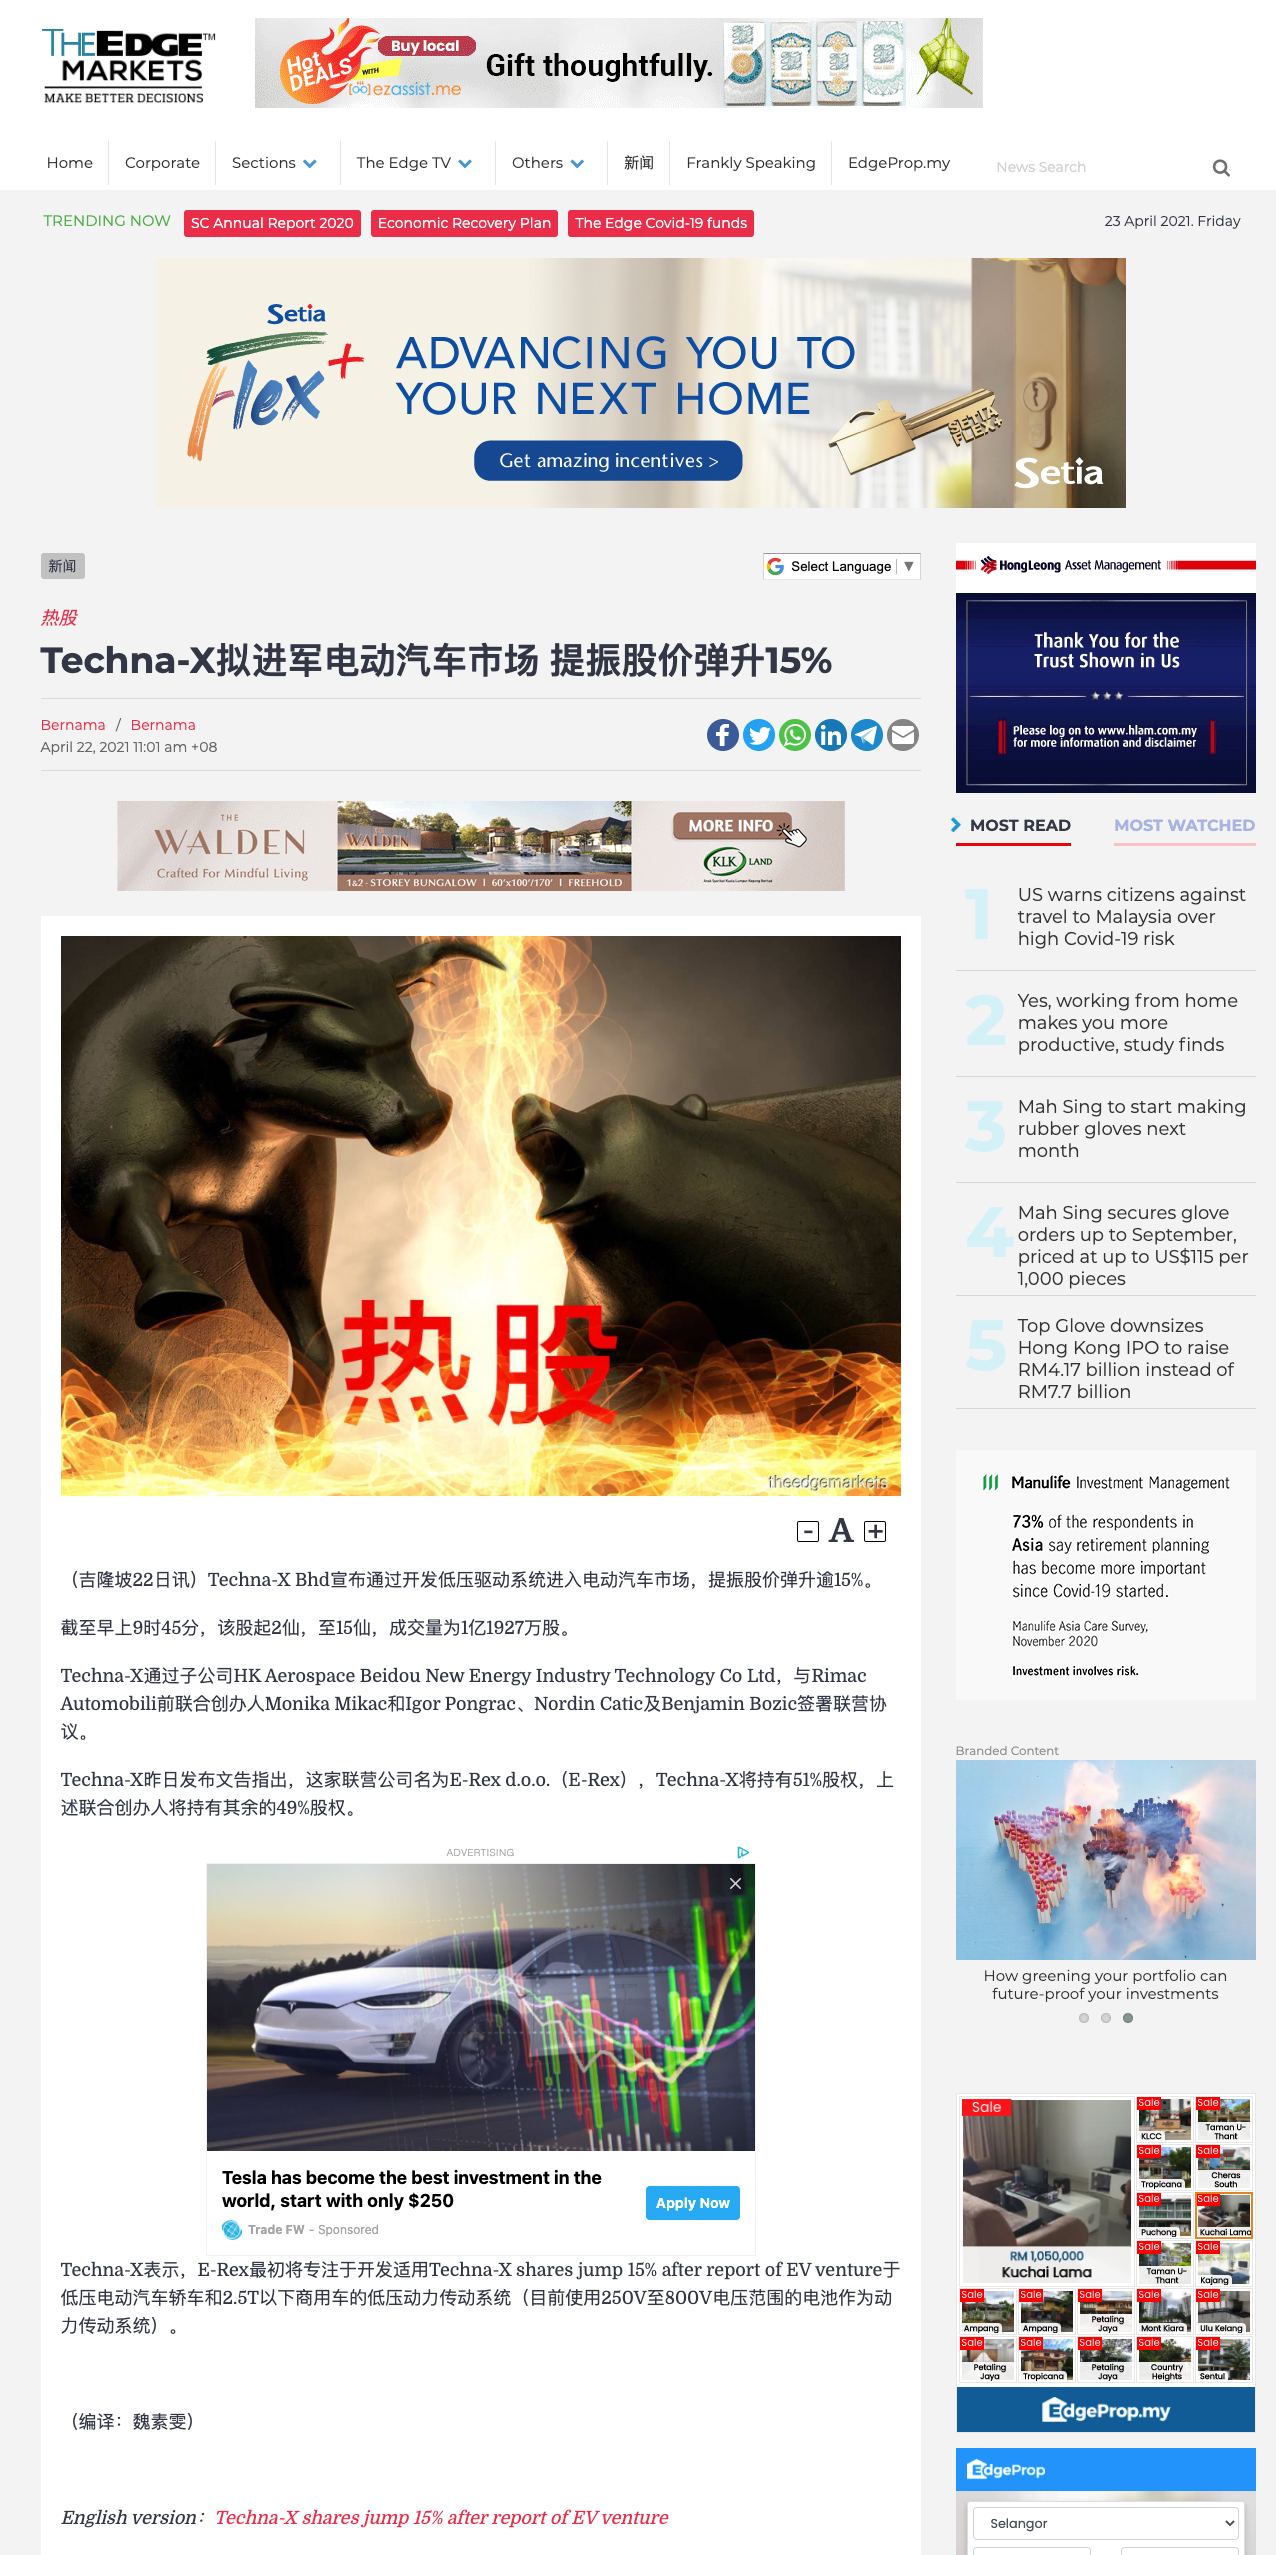 THEEDGE™
MARKETS
MAKE BETTER DECISIONS
Hot
DEALS
WITH
Buy local
ezassist.me
Gift thoughtfully.
Home
Corporate
Sections
The Edge TV
Others
新闻
Frankly Speaking
EdgeProp.my
News Search
TRENDING NOW
SC Annual Report 2020
Economic Recovery Plan
The Edge Covid-19 funds
23 April 2021. Friday
Setia
Flex+
ADVANCING YOU TO
YOUR NEXT HOME
Get amazing incentives >
SETIA
FLEX+
Setia
新闻
Select Language ▼
热股
Techna-X拟进军电动汽车市场 提振股价弹升15%
Bernama / Bernama
April 22, 2021 11:01 am +08
THE
WALDEN
Crafted For Mindful Living
WALDEN
1&2 - STOREY BUNGALOW | 60'x100'/170' | FREEHOLD
MORE INFO
KLK LAND
热股
theedgemarkets
- A +
（吉隆坡22日讯）Techna-X Bhd宣布通过开发低压驱动系统进入电动汽车市场，提振股价弹升逾15%。
截至早上9时45分，该股起2仙，至15仙，成交量为1亿1927万股。
Techna-X通过子公司HK Aerospace Beidou New Energy Industry Technology Co Ltd，与Rimac
Automobili前联合创办人Monika Mikac和Igor Pongrac、Nordin Catic及Benjamin Bozic签署联营协
议。
Techna-X昨日发布文告指出，这家联营公司名为E-Rex d.o.o.（E-Rex），Techna-X将持有51%股权，上
述联合创办人将持有其余的49%股权。
ADVERTISING
Tesla has become the best investment in the
world, start with only $250
Trade FW - Sponsored
Apply Now
Techna-X表示，E-Rex最初将专注于开发适用Techna-X shares jump 15% after report of EV venture于
低压电动汽车轿车和2.5T以下商用车的低压动力传动系统（目前使用250V至800V电压范围的电池作为动
力传动系统）。
（编译：魏素雯）
English version：Techna-X shares jump 15% after report of EV venture
HongLeong Asset Management
Thank You for the
Trust Shown in Us
Please log on to www.hlam.com.my
for more information and disclaimer
MOST READ
MOST WATCHED
1
US warns citizens against
travel to Malaysia over
high Covid-19 risk
2
Yes, working from home
makes you more
productive, study finds
3
Mah Sing to start making
rubber gloves next
month
4
Mah Sing secures glove
orders up to September,
priced at up to US$115 per
1,000 pieces
5
Top Glove downsizes
Hong Kong IPO to raise
RM4.17 billion instead of
RM7.7 billion
Manulife Investment Management
73% of the respondents in
Asia say retirement planning
has become more important
since Covid-19 started.
Manulife Asia Care Survey,
November 2020
Investment involves risk.
Branded Content
How greening your portfolio can
future-proof your investments
Sale
RM 1,050,000
Kuchai Lama
Sale
KLCC
Sale
Taman U-
Thant
Sale
Tropicana
Sale
Cheras
South
Sale
Puchong
Sale
Kuchai Lama
Sale
Taman U-
Thant
Sale
Kajang
Sale
Ampang
Sale
Ampang
Sale
Petaling
Jaya
Sale
Mont Kiara
Sale
Ulu Kelang
Sale
Petaling
Jaya
Sale
Tropicana
Sale
Petaling
Jaya
Sale
Country
Heights
Sale
Sentul
EdgeProp.my
EdgeProp
Selangor